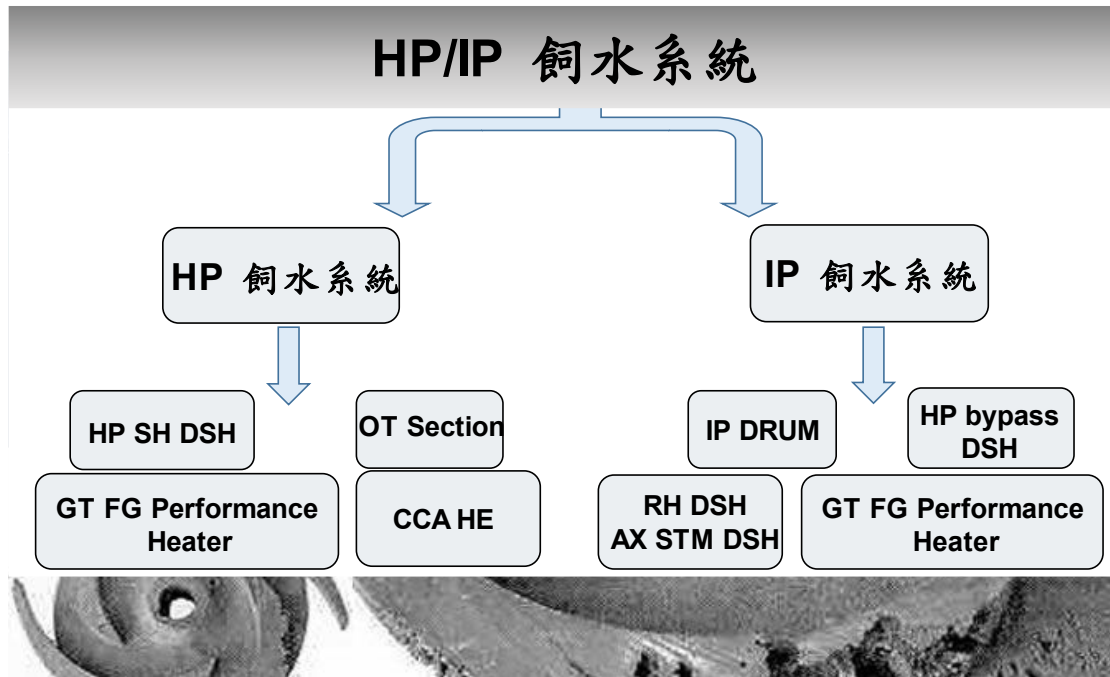 HP/IP 飼水系統
HP 飼水系統
IP 飼水系統
HP SH DSH
OT Section
GT FG Performance
Heater
CCA HE
IP DRUM
HP bypass
DSH
RH DSH
AX STM DSH
GT FG Performance
Heater